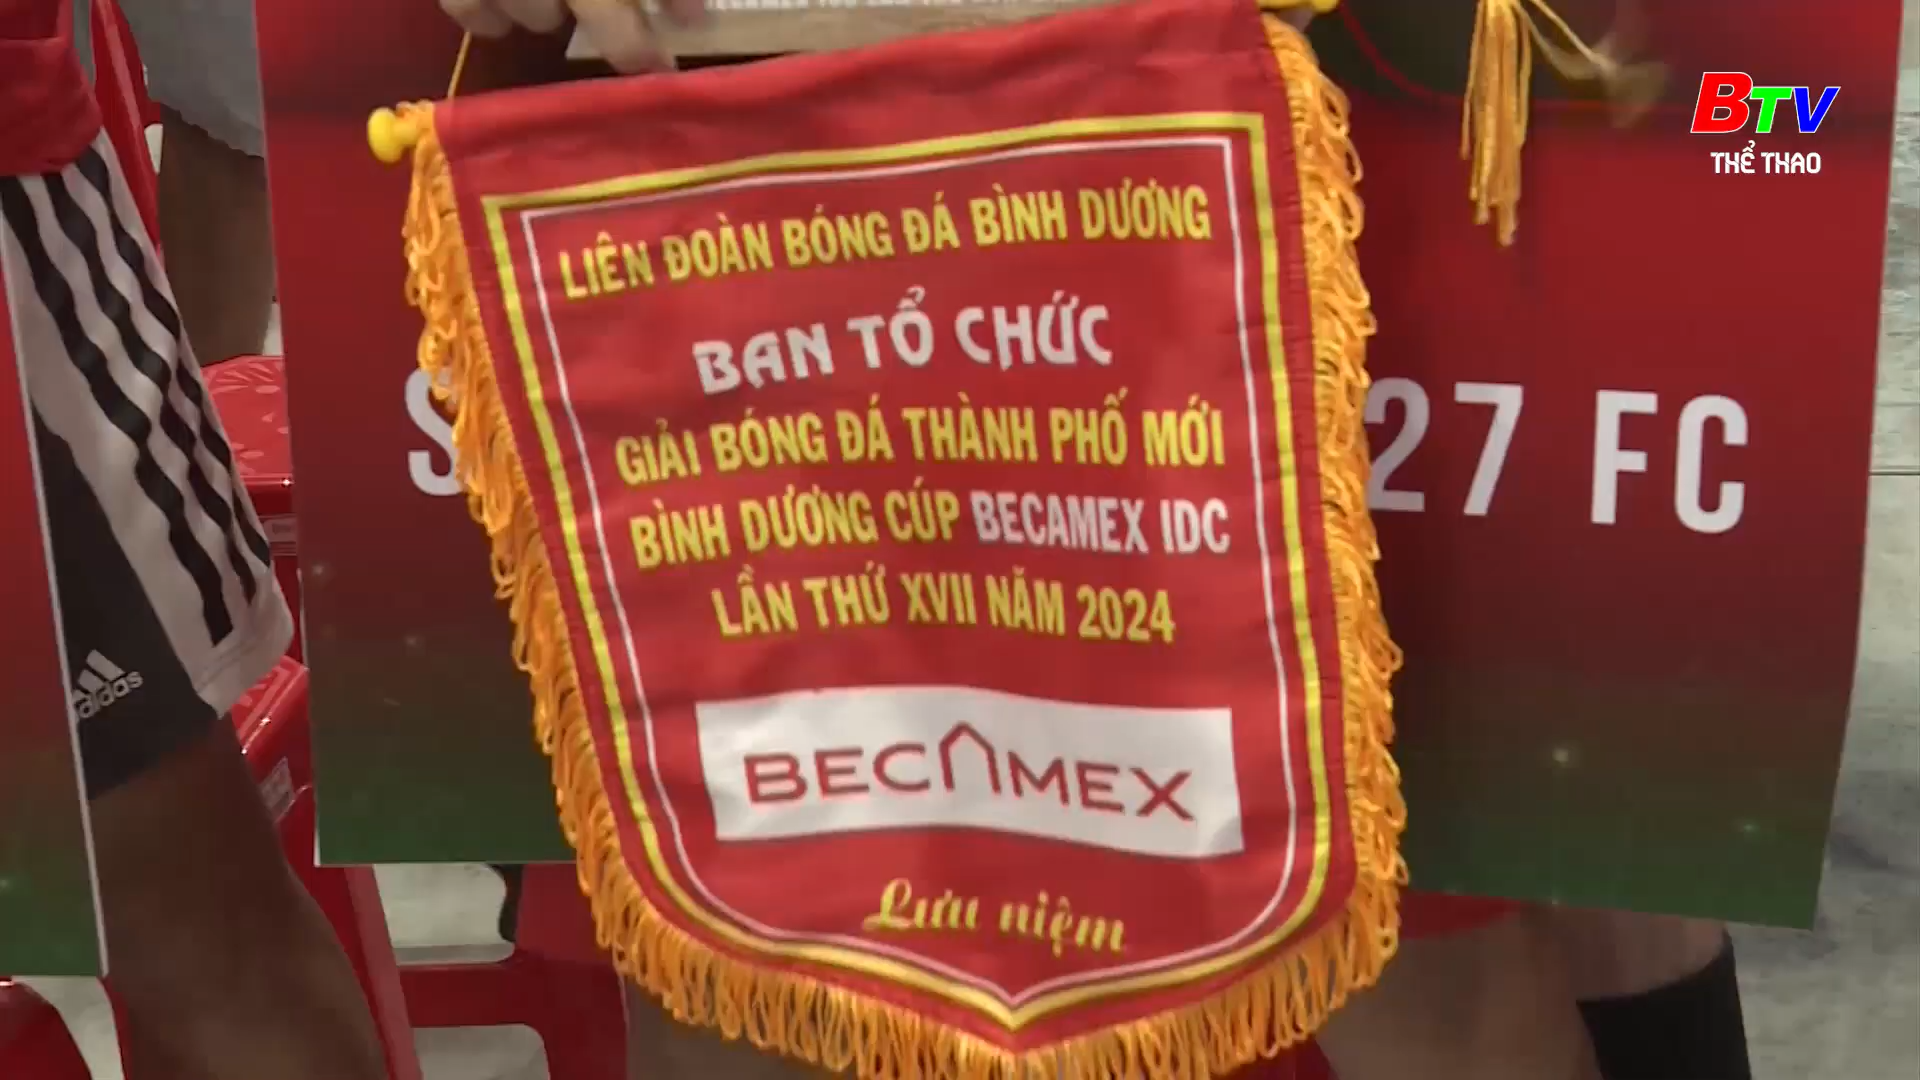 BTV
THỂ THAO
LIÊN ĐOÀN BÓNG ĐÁ BÌNH DƯƠNG
BAN TỔ CHỨC
GIẢI BÓNG ĐÁ THÀNH PHỐ MỚI
BÌNH DƯƠNG CÚP BECAMEX IDC
LẦN THỨ XVII NĂM 2024
BECAMEX
Lưu niệm
27 FC
adidas